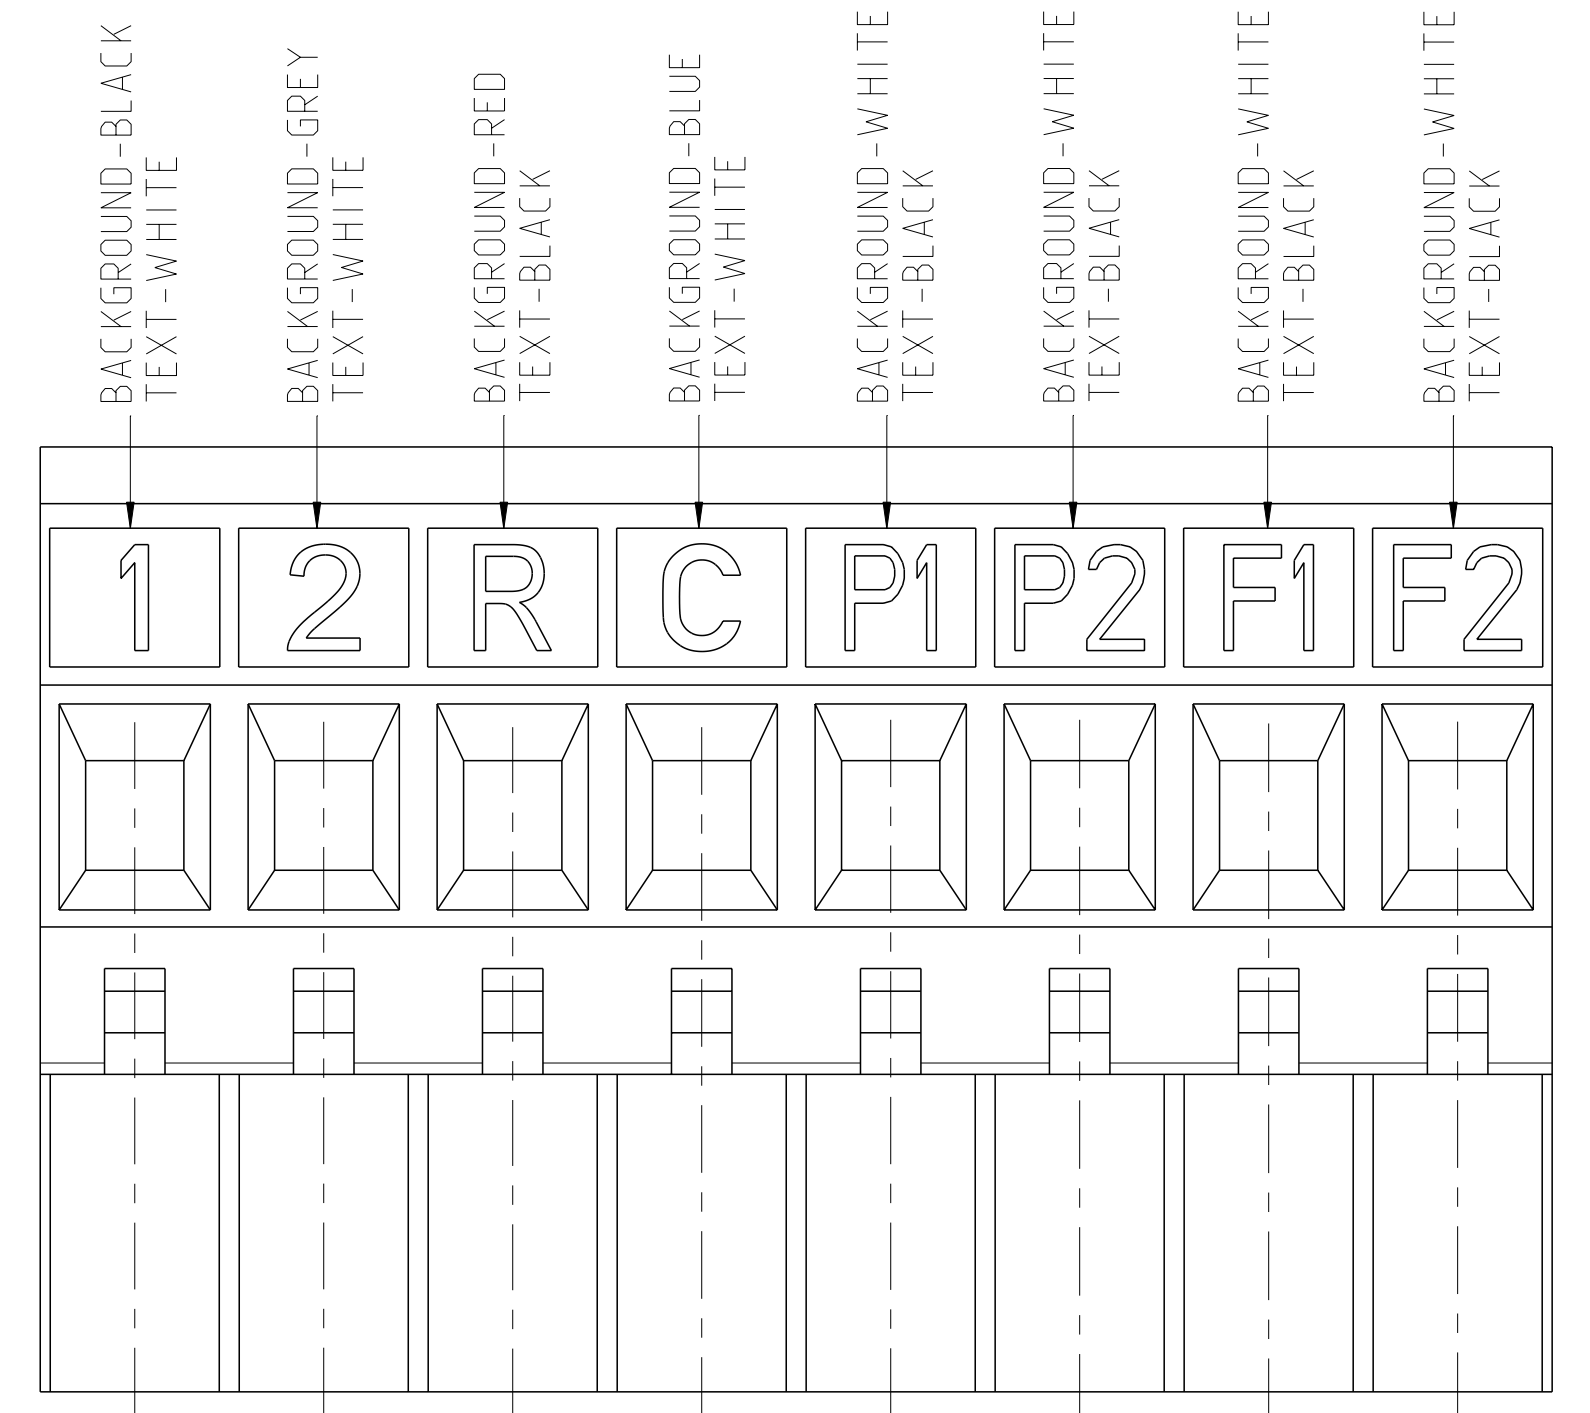 BACKGROUND-BLACK
TEXT-WHITE
BACKGROUND-GREY
TEXT-WHITE
BACKGROUND-RED
TEXT-BLACK
BACKGROUND-BLUE
TEXT-WHITE
BACKGROUND-WHITE
TEXT-BLACK
BACKGROUND-WHITE
TEXT-BLACK
BACKGROUND-WHITE
TEXT-BLACK
BACKGROUND-WHITE
TEXT-BLACK
1 2 R C P1 P2 F1 F2